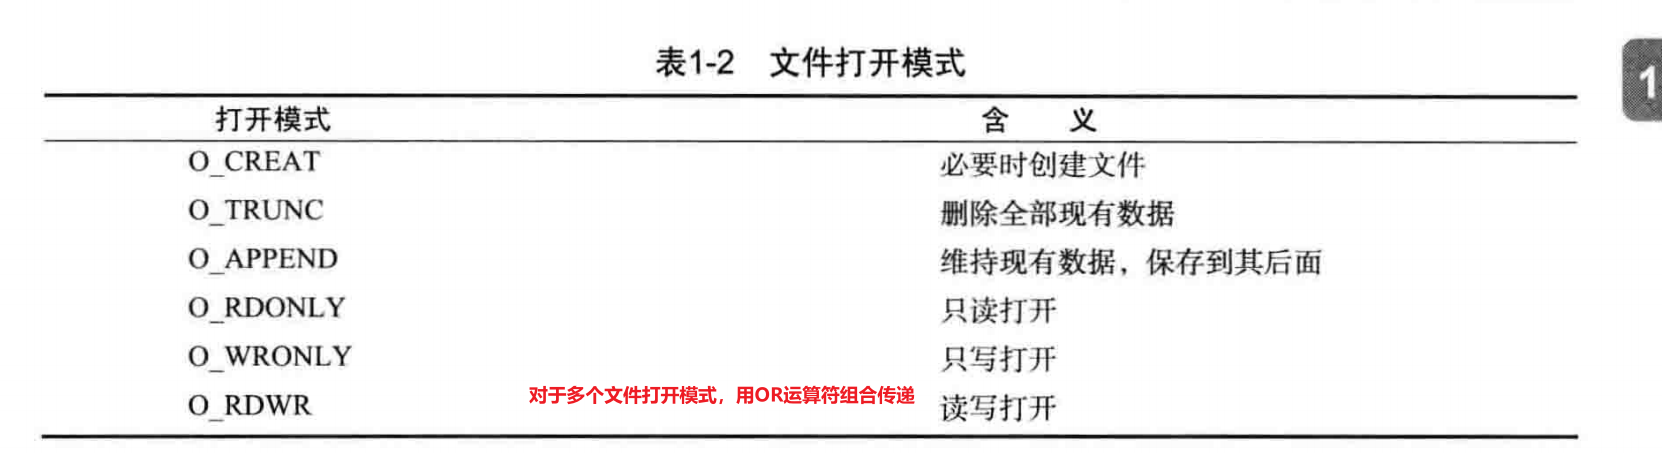 表1-2 文件打开模式
1
打开模式 含 义
O_CREAT 必要时创建文件
O_TRUNC 删除全部现有数据
O_APPEND 维持现有数据，保存到其后面
O_RDONLY 只读打开
O_WRONLY 只写打开
对于多个文件打开模式，用OR运算符组合传递
O_RDWR 读写打开